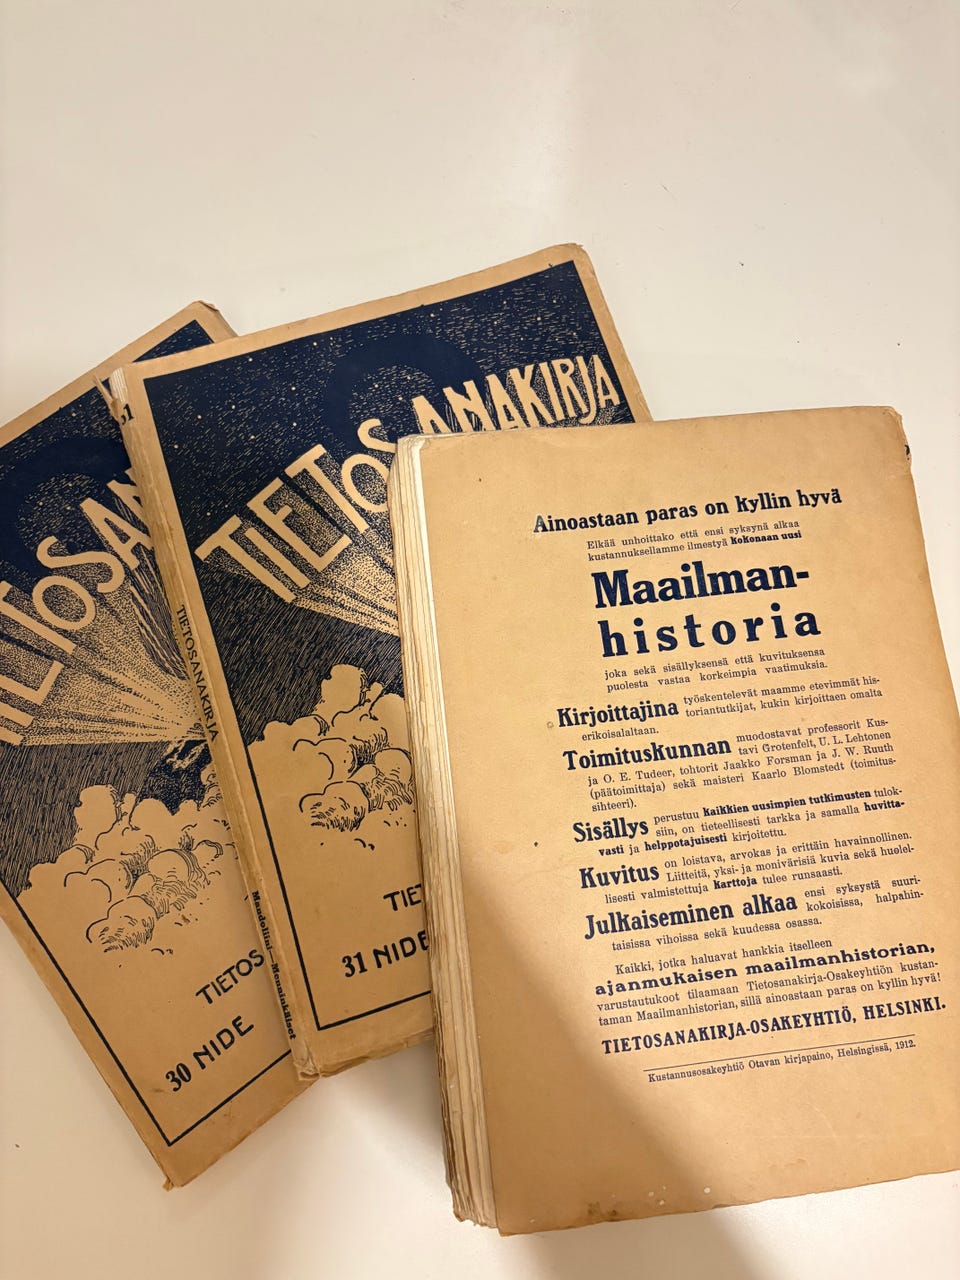 TIETOSAN
TIETOS
30 NIDE
31
TIETOSANAKIRJA
Mandoliini—Menninkäiset
TIETOSANAKIRJA
TIE
31 NIDE
Ainoastaan paras on kyllin hyvä
Elkää unhoittako että ensi syksynä alkaa
kustannuksellamme ilmestyä kokonaan uusi
Maailman-
historia
joka sekä sisällyksensä että kuvituksensa
puolesta vastaa korkeimpia vaatimuksia.
Kirjoittajina työskentelevät maamme etevimmät his-
toriantutkijat, kukin kirjoittaen omalta
erikoisalaltaan.
Toimituskunnan muodostavat professorit Kus-
tavi Grotenfelt, U. L. Lehtonen
ja O. E. Tudeer, tohtorit Jaakko Forsman ja J. W. Ruuth
(päätoimittaja) sekä maisteri Kaarlo Blomstedt (toimitus-
sihteeri).
Sisällys perustuu kaikkien uusimpien tutkimusten tulok-
siin, on tieteellisesti tarkka ja samalla huvitta-
vasti ja helppotajuisesti kirjoitettu.
Kuvitus on loistava, arvokas ja erittäin havainnollinen.
Liitteitä, yksi- ja monivärisiä kuvia sekä huolel-
lisesti valmistettuja karttoja tulee runsaasti.
Julkaiseminen alkaa ensi syksystä suuri-
kokoisissa, halpahin-
taisissa vihoissa sekä kuudessa osassa.
Kaikki, jotka haluavat hankkia itselleen
ajanmukaisen maailmanhistorian,
varustautukoot tilaamaan Tietosanakirja-Osakeyhtiön kustan-
taman Maailmanhistorian, sillä ainoastaan paras on kyllin hyvä!
TIETOSANAKIRJA-OSAKEYHTIÖ, HELSINKI.
Kustannusosakeyhtiö Otavan kirjapaino, Helsingissä, 1912.